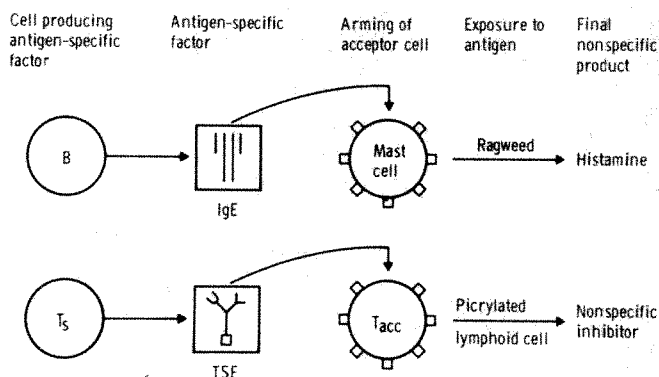 Cell producing
antigen-specific
factor
Antigen-specific
factor
Arming of
acceptor cell
Exposure to
antigen
Final
nonspecific
product
B
IgE
Mast
cell
Ragweed
Histamine
Ts
TSF
Tacc
Picrylated
lymphoid cell
Nonspecific
inhibitor